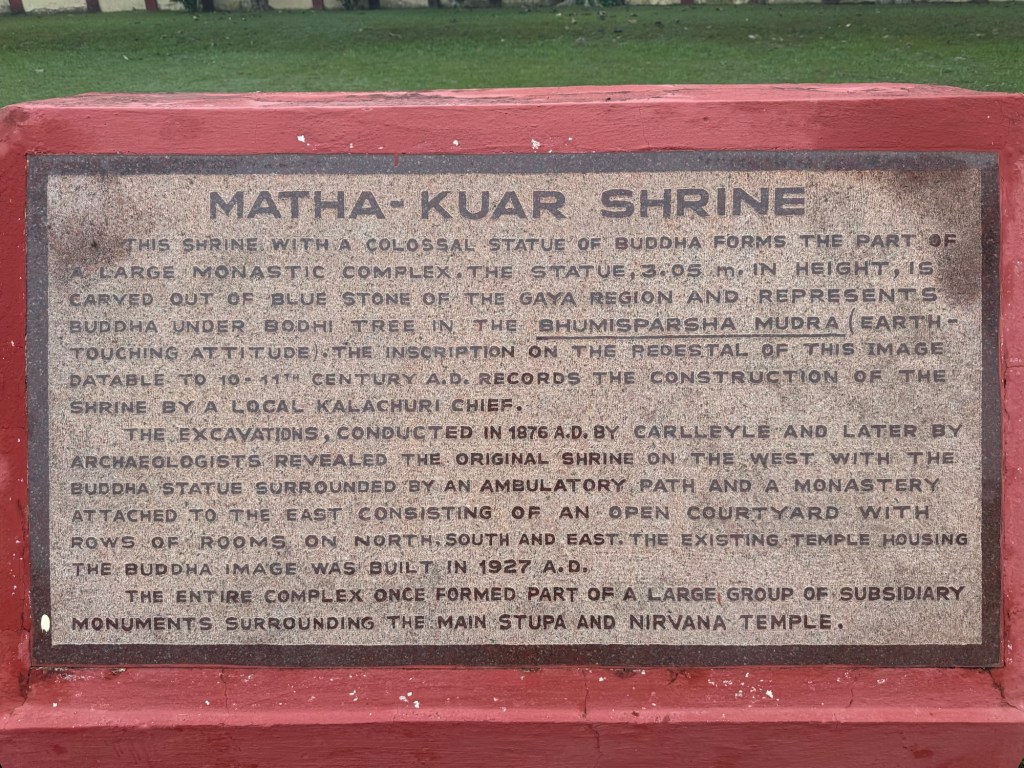 MATHA-KUAR SHRINE
THIS SHRINE WITH A COLOSSAL STATUE OF BUDDHA FORMS THE PART OF
A LARGE MONASTIC COMPLEX. THE STATUE, 3.05 m. IN HEIGHT, IS
CARVED OUT OF BLUE STONE OF THE GAYA REGION AND REPRESENTS
BUDDHA UNDER BODHI TREE IN THE BHUMISPARSHA MUDRA (EARTH-
TOUCHING ATTITUDE). THE INSCRIPTION ON THE PEDESTAL OF THIS IMAGE
DATABLE TO 10-11TH CENTURY A.D. RECORDS THE CONSTRUCTION OF THE
SHRINE BY A LOCAL KALACHURI CHIEF.
THE EXCAVATIONS, CONDUCTED IN 1876 A.D. BY CARLLEYLE AND LATER BY
ARCHAEOLOGISTS REVEALED THE ORIGINAL SHRINE ON THE WEST WITH THE
BUDDHA STATUE SURROUNDED BY AN AMBULATORY PATH AND A MONASTERY
ATTACHED TO THE EAST CONSISTING OF AN OPEN COURTYARD WITH
ROWS OF ROOMS ON NORTH, SOUTH AND EAST. THE EXISTING TEMPLE HOUSING
THE BUDDHA IMAGE WAS BUILT IN 1927 A.D.
THE ENTIRE COMPLEX ONCE FORMED PART OF A LARGE GROUP OF SUBSIDIARY
MONUMENTS SURROUNDING THE MAIN STUPA AND NIRVANA TEMPLE.